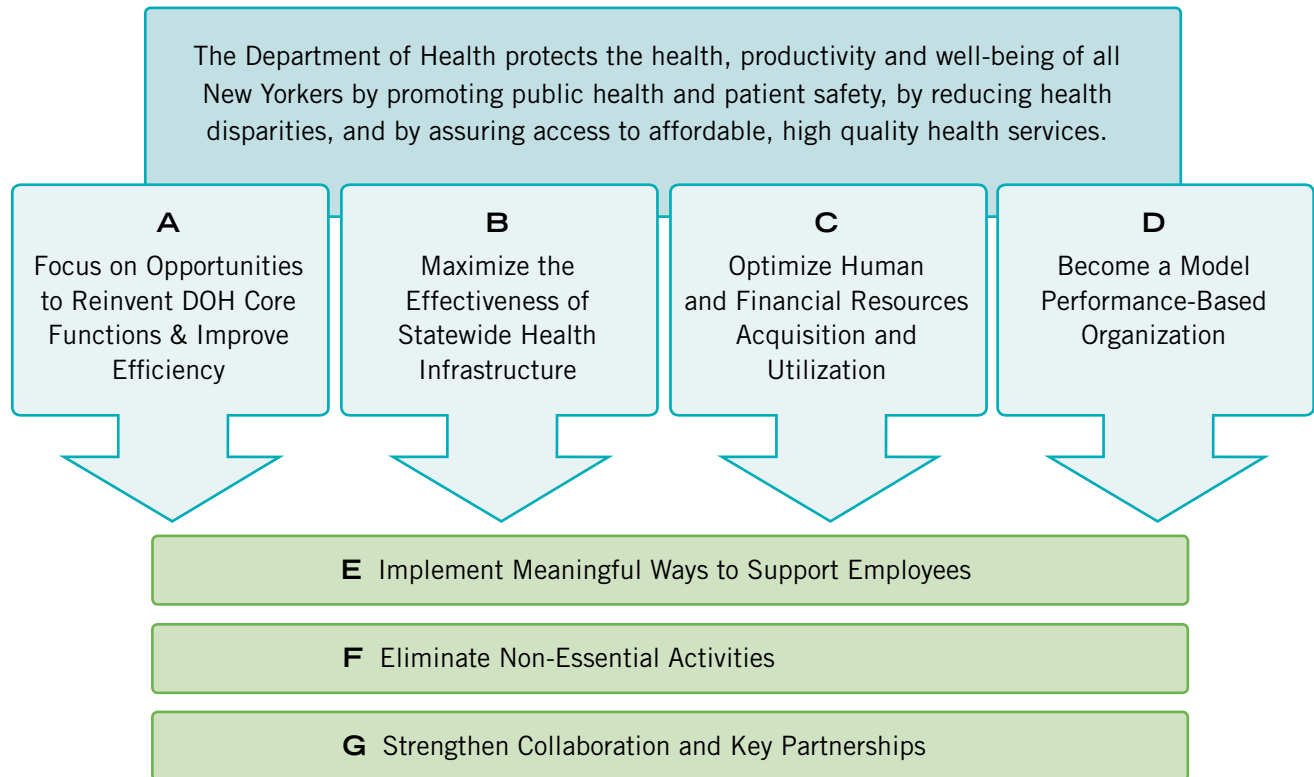 The Department of Health protects the health, productivity and well-being of all
New Yorkers by promoting public health and patient safety, by reducing health
disparities, and by assuring access to affordable, high quality health services.
A
Focus on Opportunities
to Reinvent DOH Core
Functions & Improve
Efficiency
B
Maximize the
Effectiveness of
Statewide Health
Infrastructure
C
Optimize Human
and Financial Resources
Acquisition and
Utilization
D
Become a Model
Performance-Based
Organization
E Implement Meaningful Ways to Support Employees
F Eliminate Non-Essential Activities
G Strengthen Collaboration and Key Partnerships